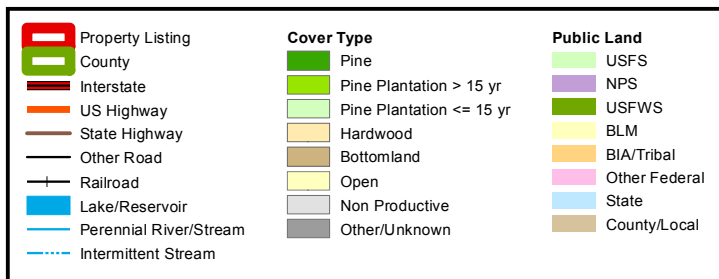 Property Listing
County
Interstate
US Highway
State Highway
Other Road
Railroad
Lake/Reservoir
Perennial River/Stream
Intermittent Stream
Cover Type
Pine
Pine Plantation > 15 yr
Pine Plantation <= 15 yr
Hardwood
Bottomland
Open
Non Productive
Other/Unknown
Public Land
USFS
NPS
USFWS
BLM
BIA/Tribal
Other Federal
State
County/Local